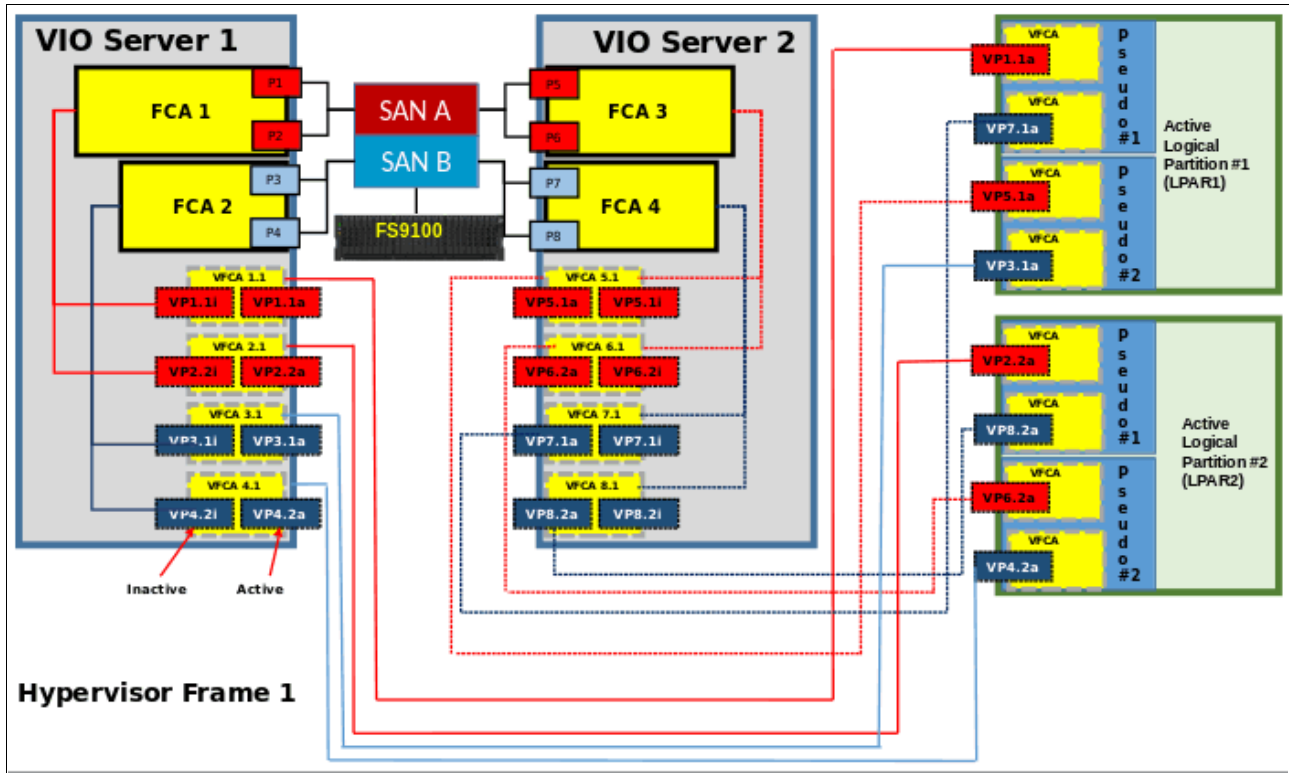 VIO Server 1
FCA 1
P1
P2
FCA 2
P3
P4
VFCA 1.1
VP1.1i
VP1.1a
VFCA 2.1
VP2.2i
VP2.2a
VFCA 3.1
VP3.1i
VP3.1a
VFCA 4.1
VP4.2i
VP4.2a
Inactive
Active
SAN A
SAN B
FS9100
VIO Server 2
P5
P6
FCA 3
P7
P8
FCA 4
VFCA 5.1
VP5.1a
VP5.1i
VFCA 6.1
VP6.2a
VP6.2i
VFCA 7.1
VP7.1a
VP7.1i
VFCA 8.1
VP8.2a
VP8.2i
VFCA
VP1.1a
VFCA
VP7.1a
Pseudo
#1
VFCA
VP5.1a
VFCA
VP3.1a
Pseudo
#2
Active
Logical
Partition #1
(LPAR1)
VFCA
VP2.2a
VFCA
VP8.2a
Pseudo
#1
VFCA
VP6.2a
VFCA
VP4.2a
Pseudo
#2
Active
Logical
Partition #2
(LPAR2)
Hypervisor Frame 1